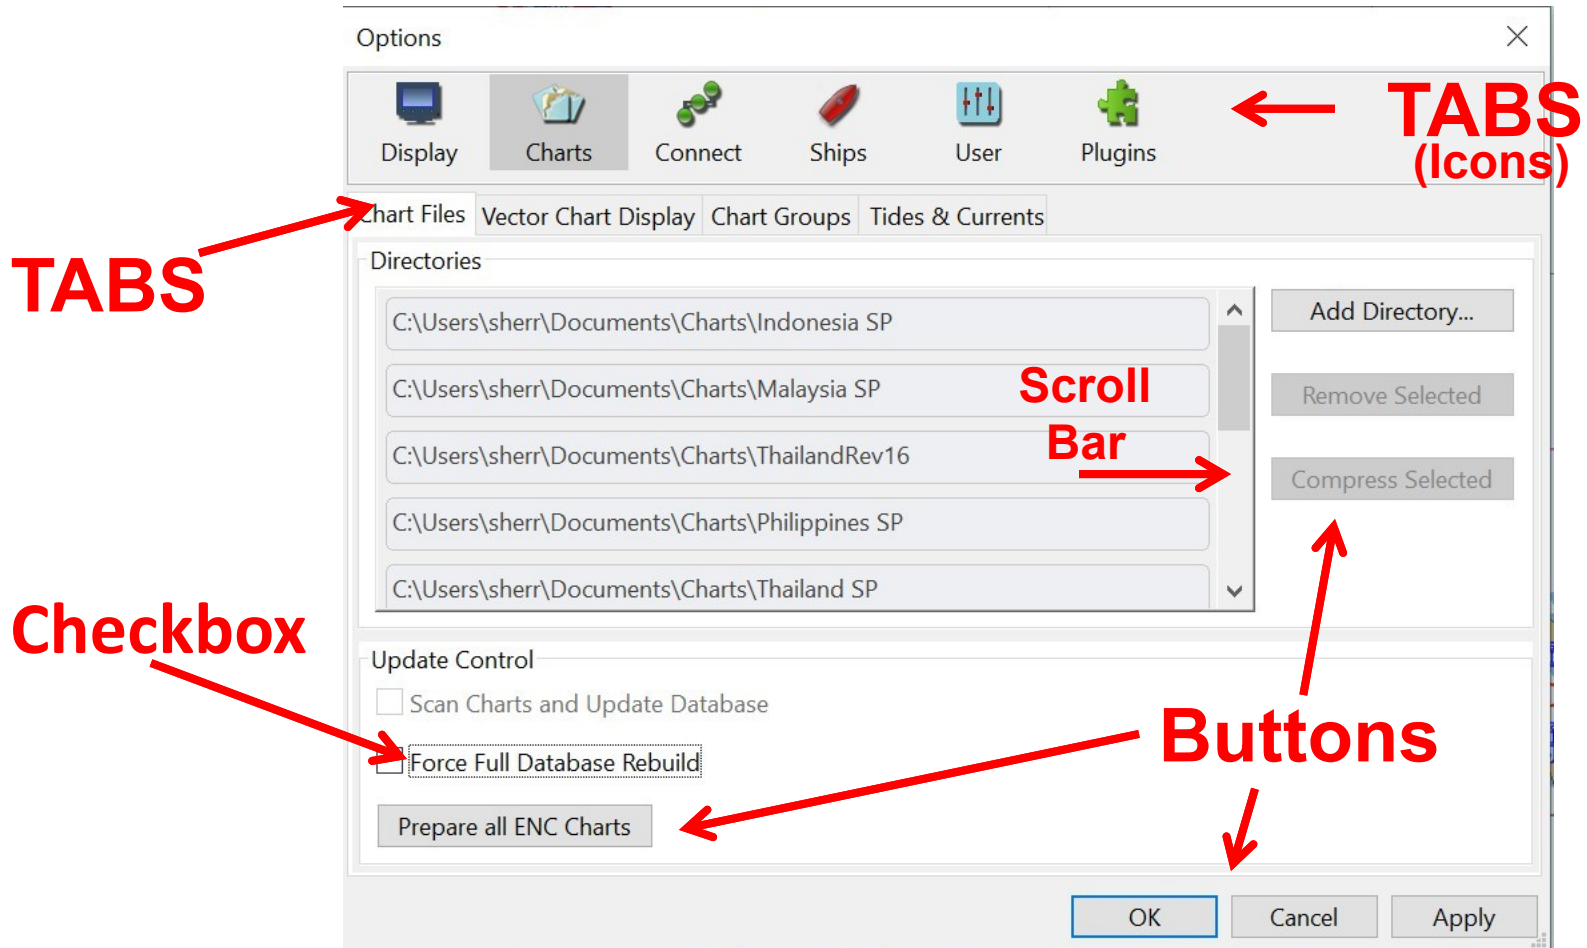 Options
Display Charts Connect Ships User Plugins
TABS
(Icons)
Chart Files Vector Chart Display Chart Groups Tides & Currents
TABS
Directories
C:\Users\sherr\Documents\Charts\Indonesia SP
C:\Users\sherr\Documents\Charts\Malaysia SP
C:\Users\sherr\Documents\Charts\ThailandRev16
C:\Users\sherr\Documents\Charts\Philippines SP
C:\Users\sherr\Documents\Charts\Thailand SP
Scroll
Bar
Add Directory...
Remove Selected
Compress Selected
Checkbox
Update Control
Scan Charts and Update Database
Force Full Database Rebuild
Prepare all ENC Charts
Buttons
OK Cancel Apply